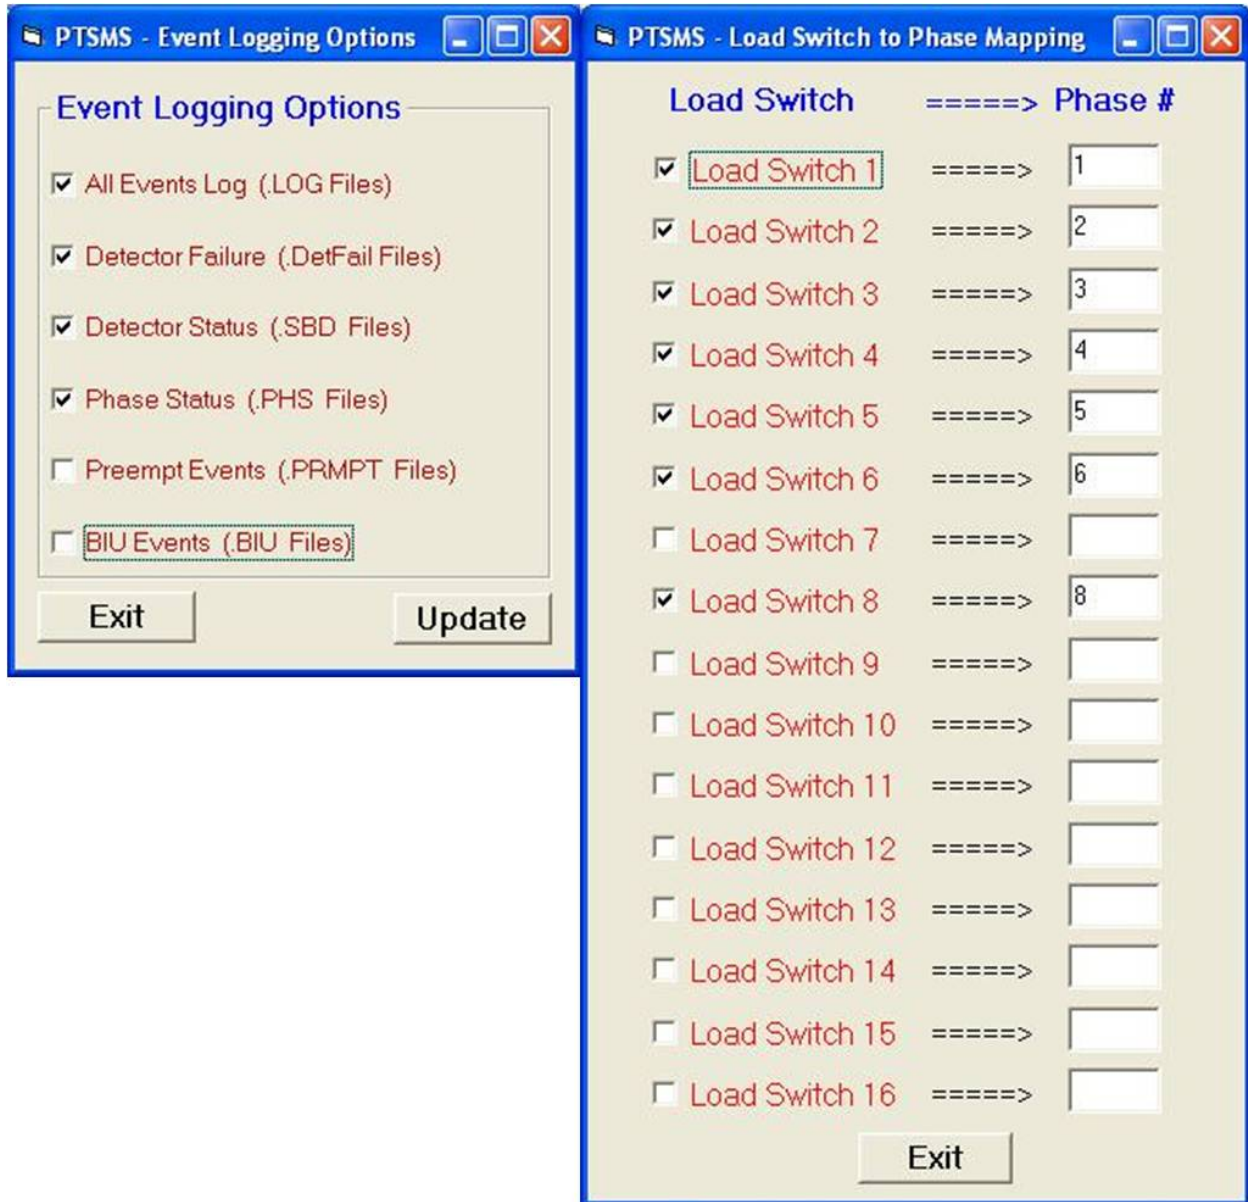 PTSMS - Event Logging Options
Event Logging Options
All Events Log (.LOG Files)
Detector Failure (.DetFail Files)
Detector Status (.SBD Files)
Phase Status (.PHS Files)
Preempt Events (.PRMPT Files)
BIU Events (.BIU Files)
Exit Update
PTSMS - Load Switch to Phase Mapping
Load Switch =====> Phase #
Load Switch 1 =====> 1
Load Switch 2 =====> 2
Load Switch 3 =====> 3
Load Switch 4 =====> 4
Load Switch 5 =====> 5
Load Switch 6 =====> 6
Load Switch 7 =====>
Load Switch 8 =====> 8
Load Switch 9 =====>
Load Switch 10 =====>
Load Switch 11 =====>
Load Switch 12 =====>
Load Switch 13 =====>
Load Switch 14 =====>
Load Switch 15 =====>
Load Switch 16 =====>
Exit